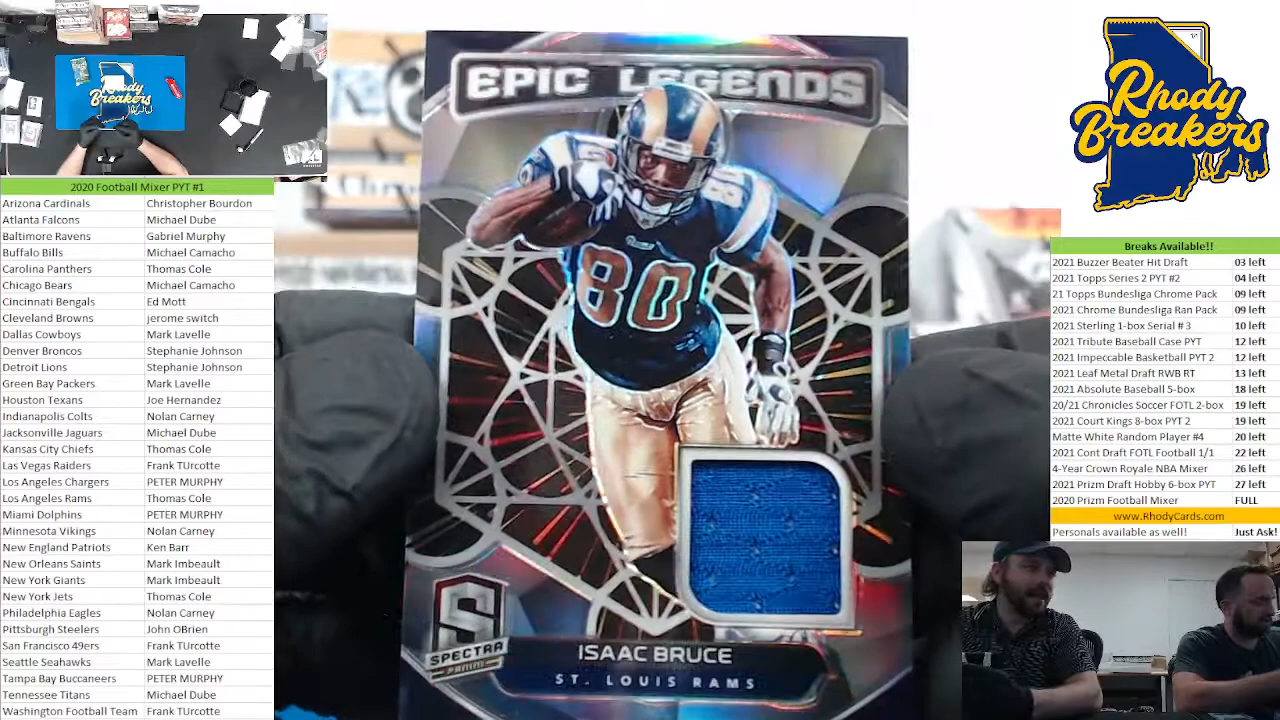 2020 Football Mixer PYT #1
Arizona Cardinals Christopher Bourdon
Atlanta Falcons Michael Dube
Baltimore Ravens Gabriel Murphy
Buffalo Bills Michael Camacho
Carolina Panthers Thomas Cole
Chicago Bears Michael Camacho
Cincinnati Bengals Ed Mott
Cleveland Browns jerome switch
Dallas Cowboys Mark Lavelle
Denver Broncos Stephanie Johnson
Detroit Lions Stephanie Johnson
Green Bay Packers Mark Lavelle
Houston Texans Joe Hernandez
Indianapolis Colts Nolan Carney
Jacksonville Jaguars Michael Dube
Kansas City Chiefs Thomas Cole
Las Vegas Raiders Frank TUrcotte
Los Angeles Chargers PETER MURPHY
Los Angeles Rams Thomas Cole
Miami Dolphins PETER MURPHY
Minnesota Vikings Nolan Carney
New England Patriots Ken Barr
New Orleans Saints Mark Imbeault
New York Giants Mark Imbeault
New York Jets Thomas Cole
Philadelphia Eagles Nolan Carney
Pittsburgh Steelers John OBrien
San Francisco 49ers Frank TUrcotte
Seattle Seahawks Mark Lavelle
Tampa Bay Buccaneers PETER MURPHY
Tennessee Titans Michael Dube
Washington Football Team Frank TUrcotte
Rhody
Breakers
EPIC LEGENDS
80
80
S
SPECTRA
PANINI
ISAAC BRUCE
ST. LOUIS RAMS
Rhody
Breakers
Breaks Available!!
2021 Buzzer Beater Hit Draft 03 left
2021 Topps Series 2 PYT #2 04 left
21 Topps Bundesliga Chrome Pack 09 left
2021 Chrome Bundesliga Ran Pack 09 left
2021 Sterling 1-box Serial # 3 10 left
2021 Tribute Baseball Case PYT 12 left
2021 Impeccable Basketball PYT 2 12 left
2021 Leaf Metal Draft RWB RT 13 left
2021 Absolute Baseball 5-box 18 left
20/21 Chronicles Soccer FOTL 2-box 19 left
2021 Court Kings 8-box PYT 2 19 left
Matte White Random Player #4 20 left
2021 Cont Draft FOTL Football 1/1 22 left
4-Year Crown Royale NBA Mixer 26 left
2021 Prizm Draft Hobby 6-box PYT 27 left
2020 Prizm Football Mixer FULL
www.RhodyCards.com
Personals available as well! Just Ask!